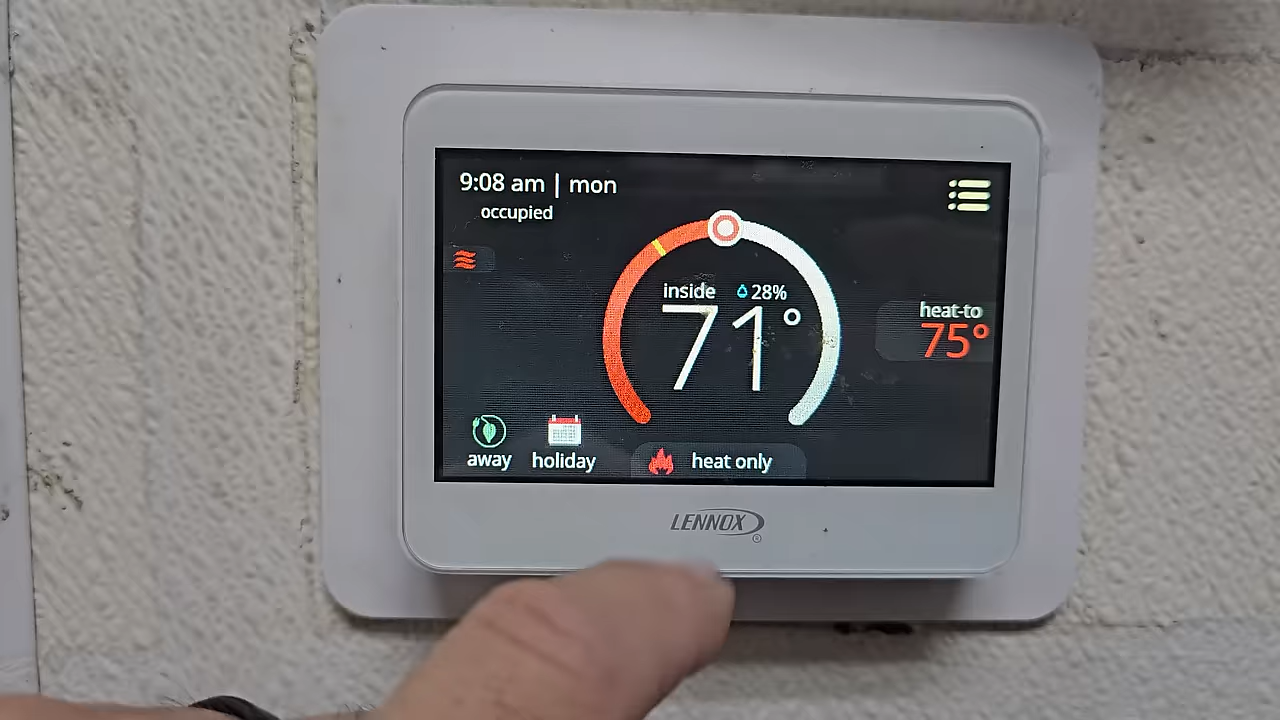 9:08 am | mon
occupied
inside 28%
71°
heat-to
75°
away
holiday
heat only
LENNOX
®